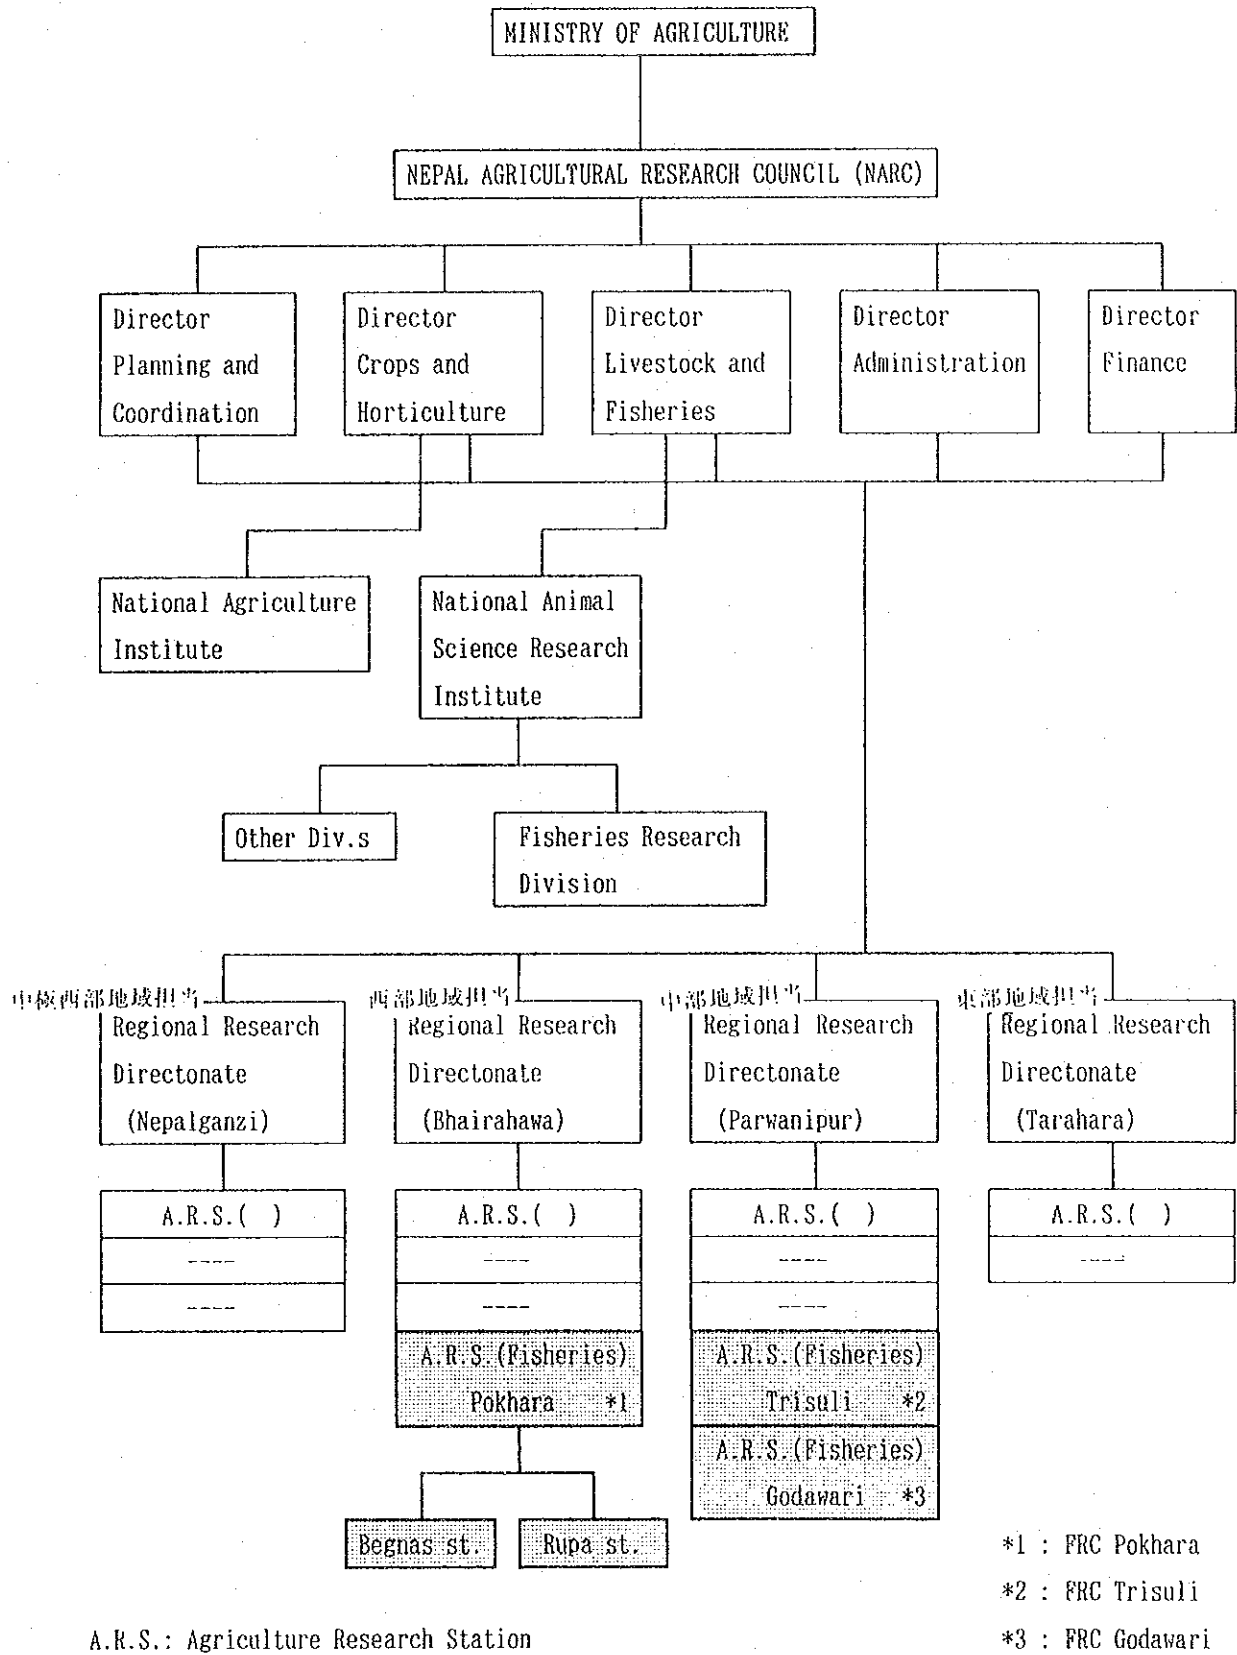 MINISTRY OF AGRICULTURE
NEPAL AGRICULTURAL RESEARCH COUNCIL (NARC)
Director
Planning and
Coordination
Director
Crops and
Horticulture
Director
Livestock and
Fisheries
Director
Administration
Director
Finance
National Agriculture
Institute
National Animal
Science Research
Institute
Other Div.s
Fisheries Research
Division
中極西部地域担当
Regional Research
Directonate
(Nepalganzi)
西部地域担当
Regional Research
Directonate
(Bhairahawa)
中部地域担当
Regional Research
Directonate
(Parwanipur)
東部地域担当
Regional Research
Directonate
(Tarahara)
A.R.S.( )
----
----
A.R.S.( )
----
----
A.R.S.(Fisheries)
Pokhara *1
A.R.S.( )
----
----
A.R.S.(Fisheries)
Trisuli *2
A.R.S.(Fisheries)
Godawari *3
A.R.S.( )
----
Begnas st.
Rupa st.
*1 : FRC Pokhara
*2 : FRC Trisuli
*3 : FRC Godawari
A.R.S.: Agriculture Research Station